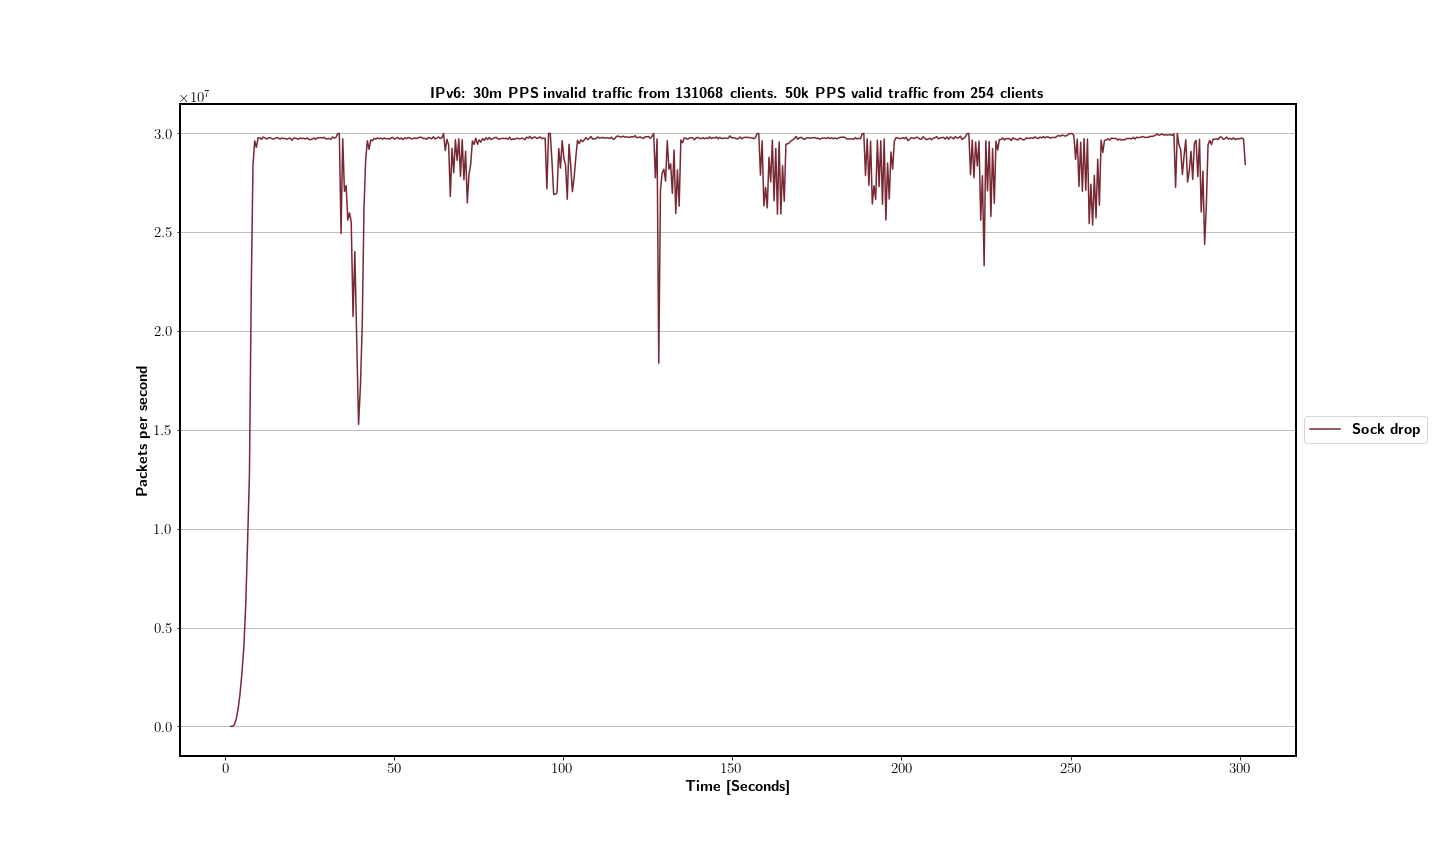 IPv6: 30m PPS invalid traffic from 131068 clients. 50k PPS valid traffic from 254 clients
×10⁷
3.0
2.5
2.0
1.5
1.0
0.5
0.0
Packets per second
Sock drop
0 50 100 150 200 250 300
Time [Seconds]